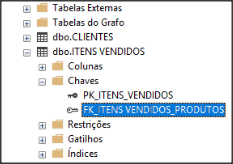 Tabelas Externas
Tabelas do Grafo
dbo.CLIENTES
dbo.ITENS VENDIDOS
Colunas
Chaves
PK_ITENS_VENDIDOS
FK_ITENS VENDIDOS_PRODUTOS
Restrições
Gatilhos
Índices